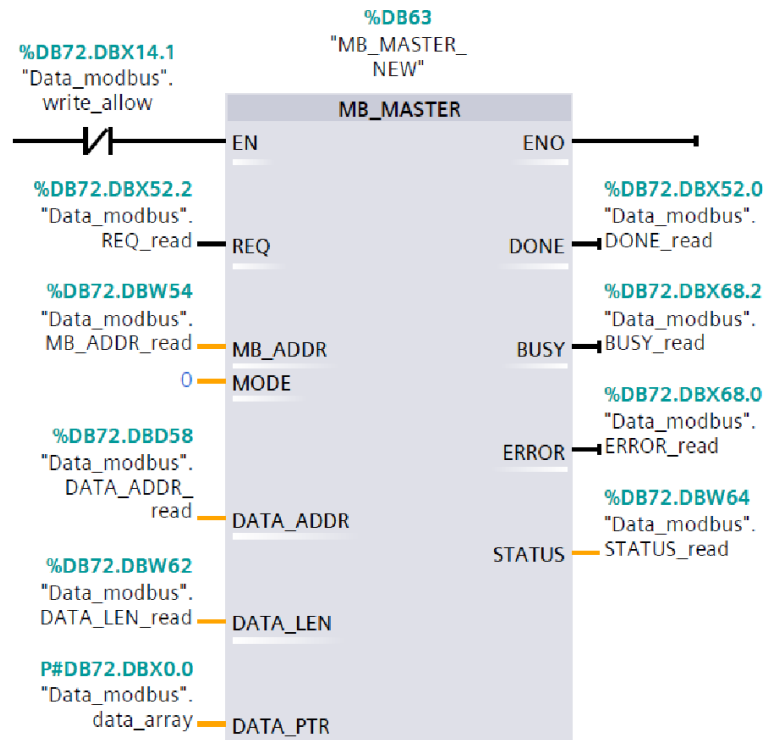 %DB63
"MB_MASTER_
NEW"
%DB72.DBX14.1
"Data_modbus".
write_allow
MB_MASTER
EN
ENO
%DB72.DBX52.2
"Data_modbus".
REQ_read
REQ
%DB72.DBX52.0
"Data_modbus".
DONE_read
DONE
%DB72.DBW54
"Data_modbus".
MB_ADDR_read
MB_ADDR
%DB72.DBX68.2
"Data_modbus".
BUSY_read
BUSY
0
MODE
%DB72.DBX68.0
"Data_modbus".
ERROR_read
ERROR
%DB72.DBD58
"Data_modbus".
DATA_ADDR_
read
DATA_ADDR
%DB72.DBW64
"Data_modbus".
STATUS_read
STATUS
%DB72.DBW62
"Data_modbus".
DATA_LEN_read
DATA_LEN
P#DB72.DBX0.0
"Data_modbus".
data_array
DATA_PTR